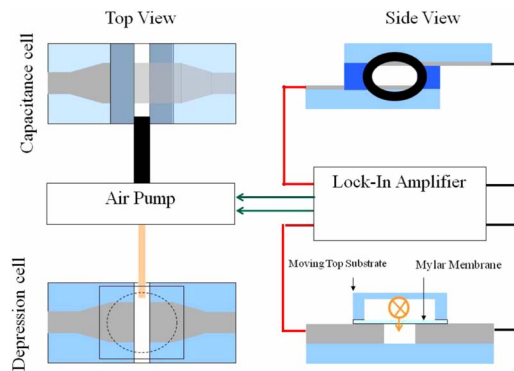 Top View
Side View
Capacitance cell
Lock-In Amplifier
Air Pump
Moving Top Substrate
Mylar Membrane
Depression cell